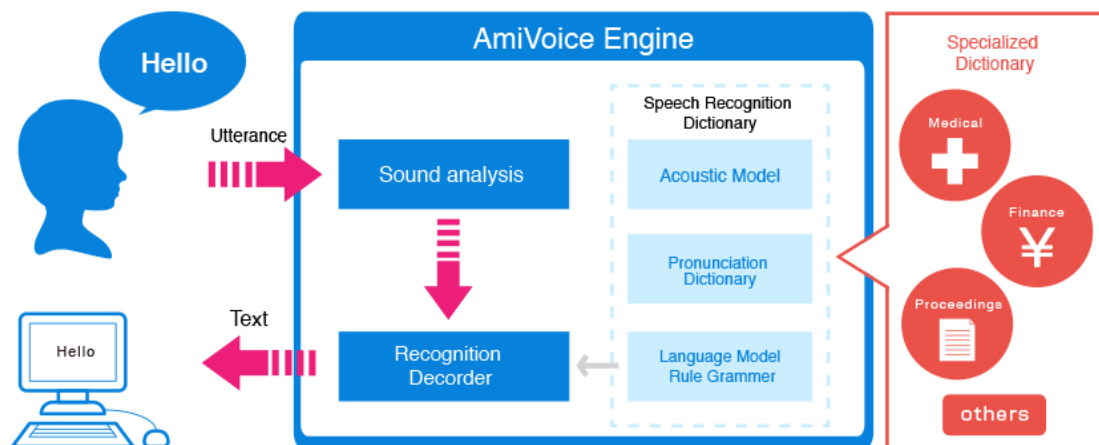 AmiVoice Engine
Hello
Utterance
Sound analysis
Speech Recognition
Dictionary
Acoustic Model
Pronunciation
Dictionary
Language Model
Rule Grammer
Recognition
Decorder
Text
Hello
Specialized
Dictionary
Medical
Finance
¥
Proceedings
others